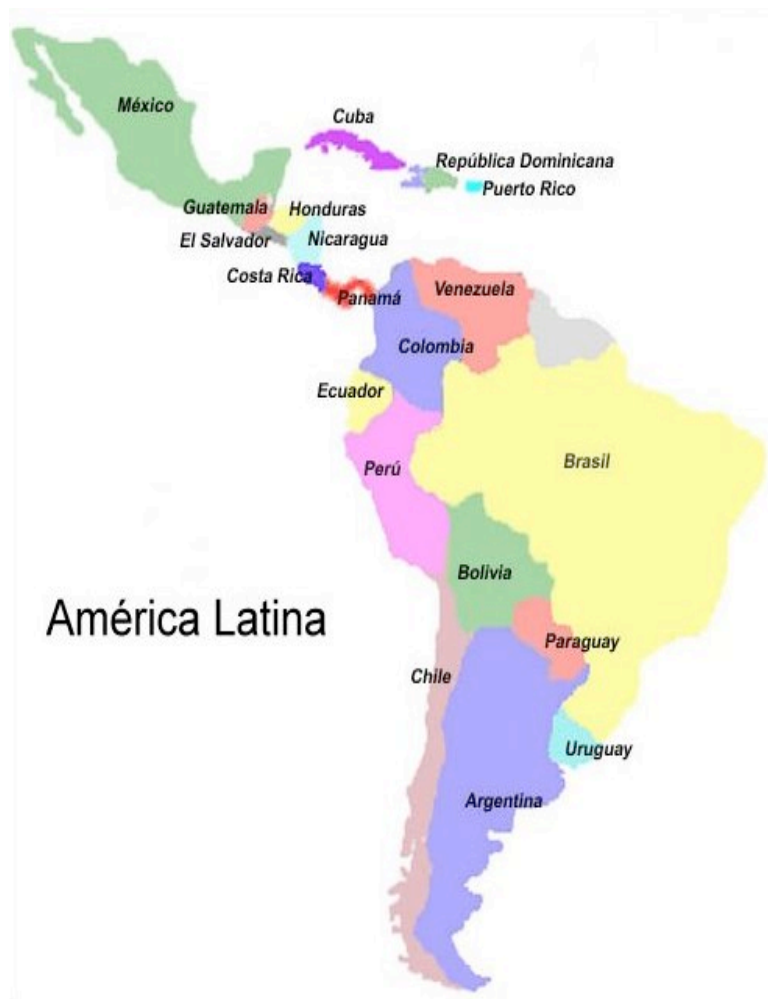 México
Cuba
República Dominicana
Puerto Rico
Guatemala
Honduras
El Salvador
Nicaragua
Costa Rica
Panamá
Venezuela
Colombia
Ecuador
Brasil
Perú
Bolivia
América Latina
Paraguay
Chile
Uruguay
Argentina